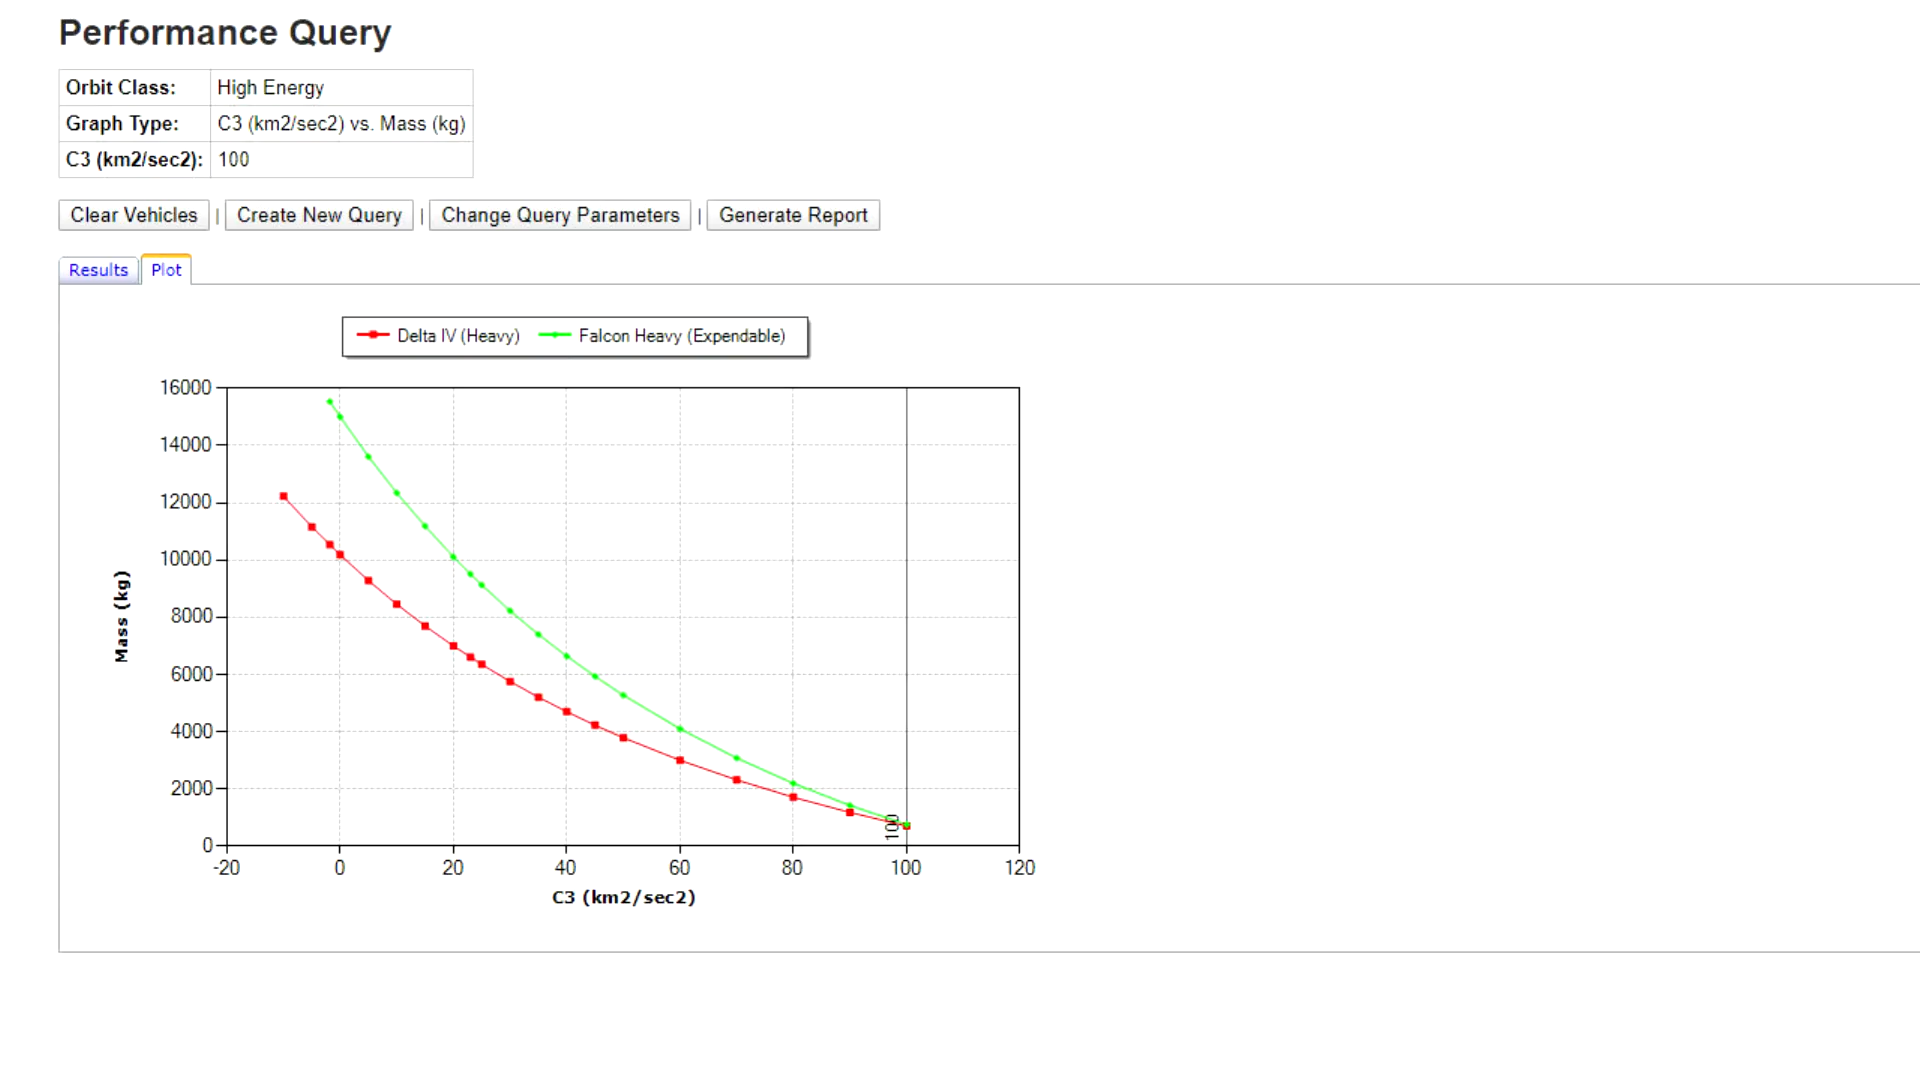 Performance Query
Orbit Class: High Energy
Graph Type: C3 (km2/sec2) vs. Mass (kg)
C3 (km2/sec2): 100
Clear Vehicles | Create New Query | Change Query Parameters | Generate Report
Results Plot
Delta IV (Heavy) Falcon Heavy (Expendable)
16000
14000
12000
10000
8000
6000
4000
2000
0
Mass (kg)
100
-20 0 20 40 60 80 100 120
C3 (km2/sec2)